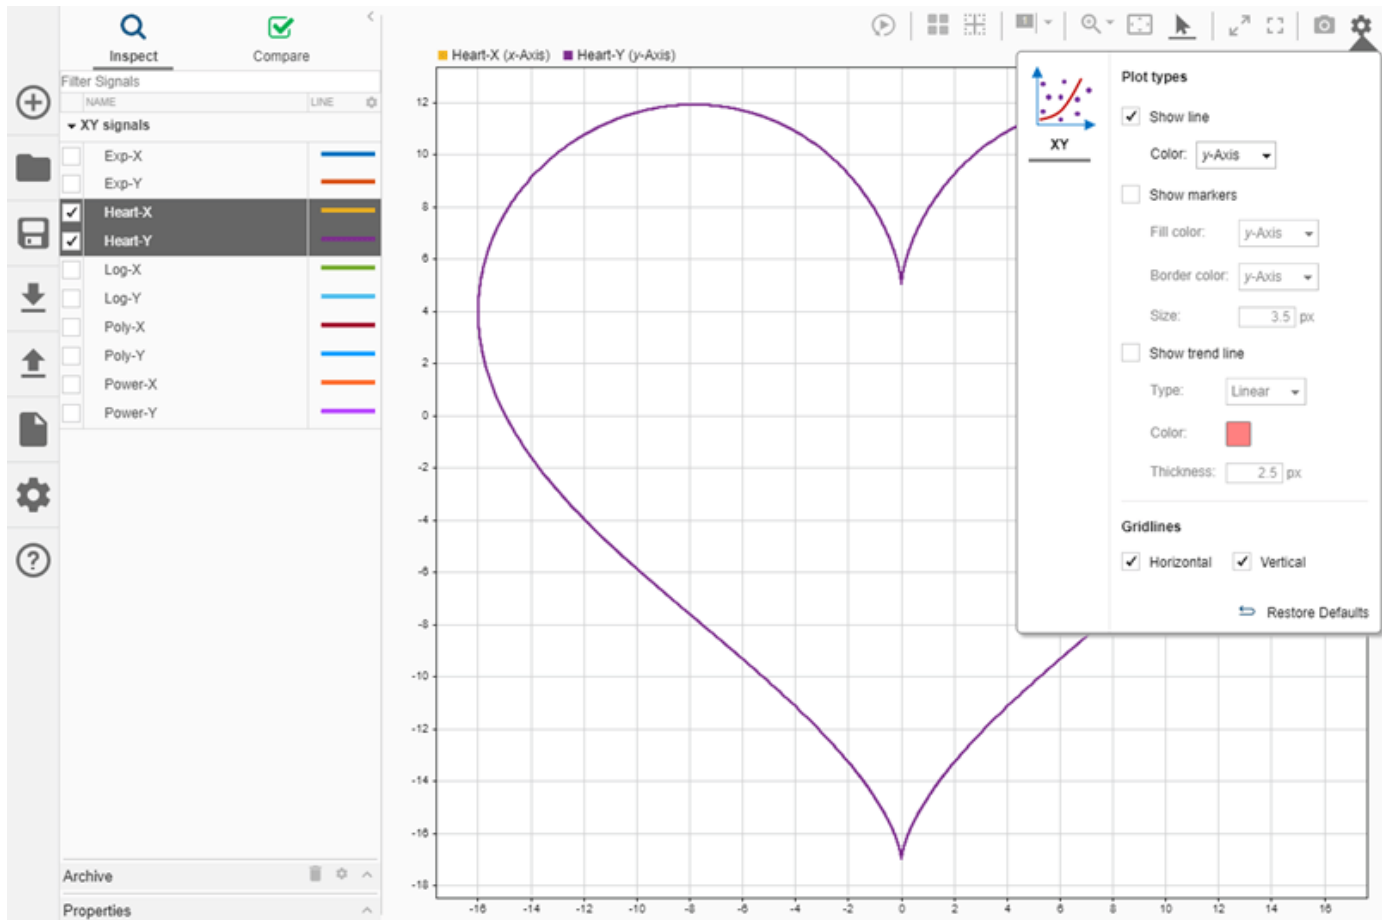 Inspect
Compare
Filter Signals
NAME
LINE
XY signals
Exp-X
Exp-Y
Heart-X
Heart-Y
Log-X
Log-Y
Poly-X
Poly-Y
Power-X
Power-Y
Archive
Properties
1
Heart-X (x-Axis)
Heart-Y (y-Axis)
12
10
8
6
4
2
0
-2
-4
-6
-8
-10
-12
-14
-16
-18
-16 -14 -12 -10 -8 -6 -4 -2 0 2 4 6 8 10 12 14 16
XY
Plot types
Show line
Color: y-Axis
Show markers
Fill color: y-Axis
Border color: y-Axis
Size: 3.5 px
Show trend line
Type: Linear
Color:
Thickness: 2.5 px
Gridlines
Horizontal Vertical
Restore Defaults